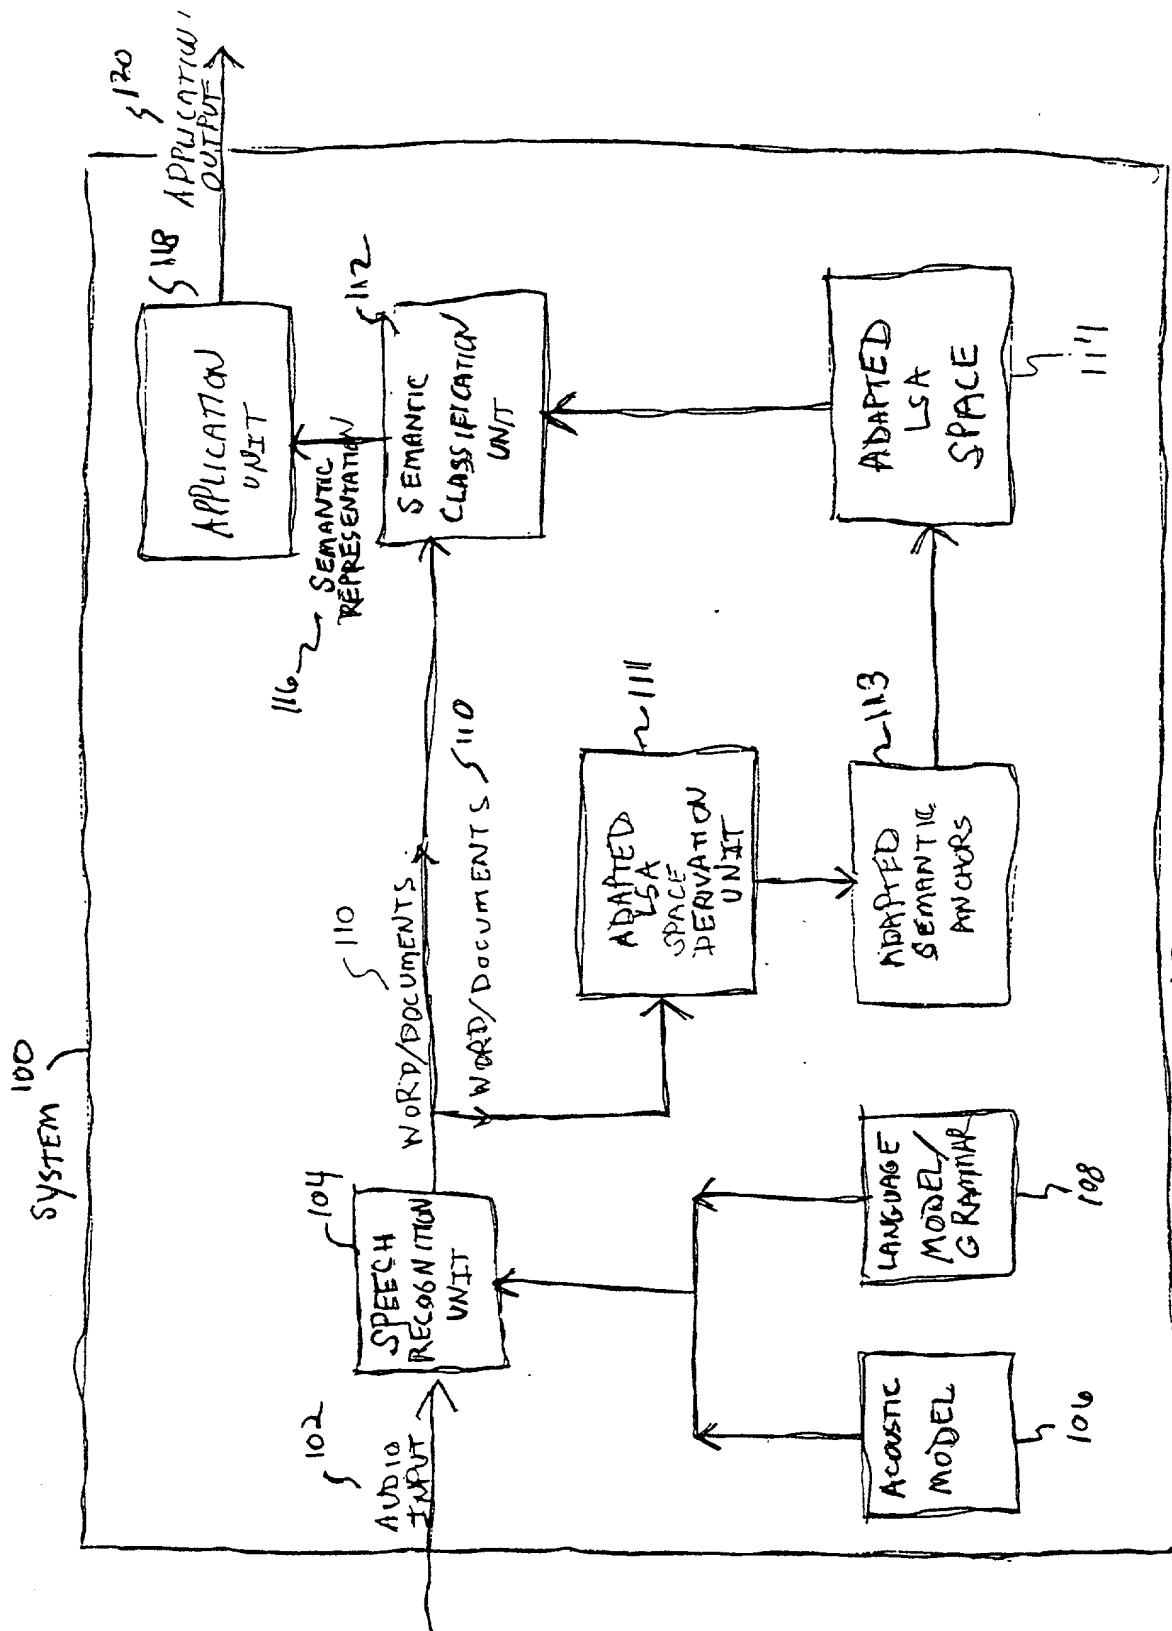 SYSTEM 100
AUDIO
INPUT
102
SPEECH
RECOGNITION
UNIT
104
WORD/DOCUMENTS
110
WORD/DOCUMENTS
110
116
SEMANTIC
REPRESENTATION
SEMANTIC
CLASSIFICATION
UNIT
112
APPLICATION
UNIT
118
APPLICATION
OUTPUT
120
ADAPTED
LSA
SPACE
DERIVATION
UNIT
111
ACOUSTIC
MODEL
106
LANGUAGE
MODEL/
GRAMMAR
108
ADAPTED
SEMANTIC
ANCHORS
113
ADAPTED
LSA
SPACE
114